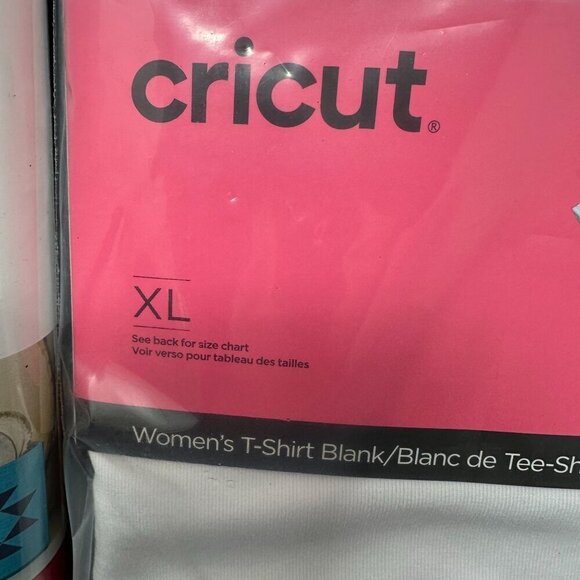 cricut®
XL
See back for size chart
Voir verso pour tableau des tailles
Women's T-Shirt Blank/Blanc de Tee-Sh